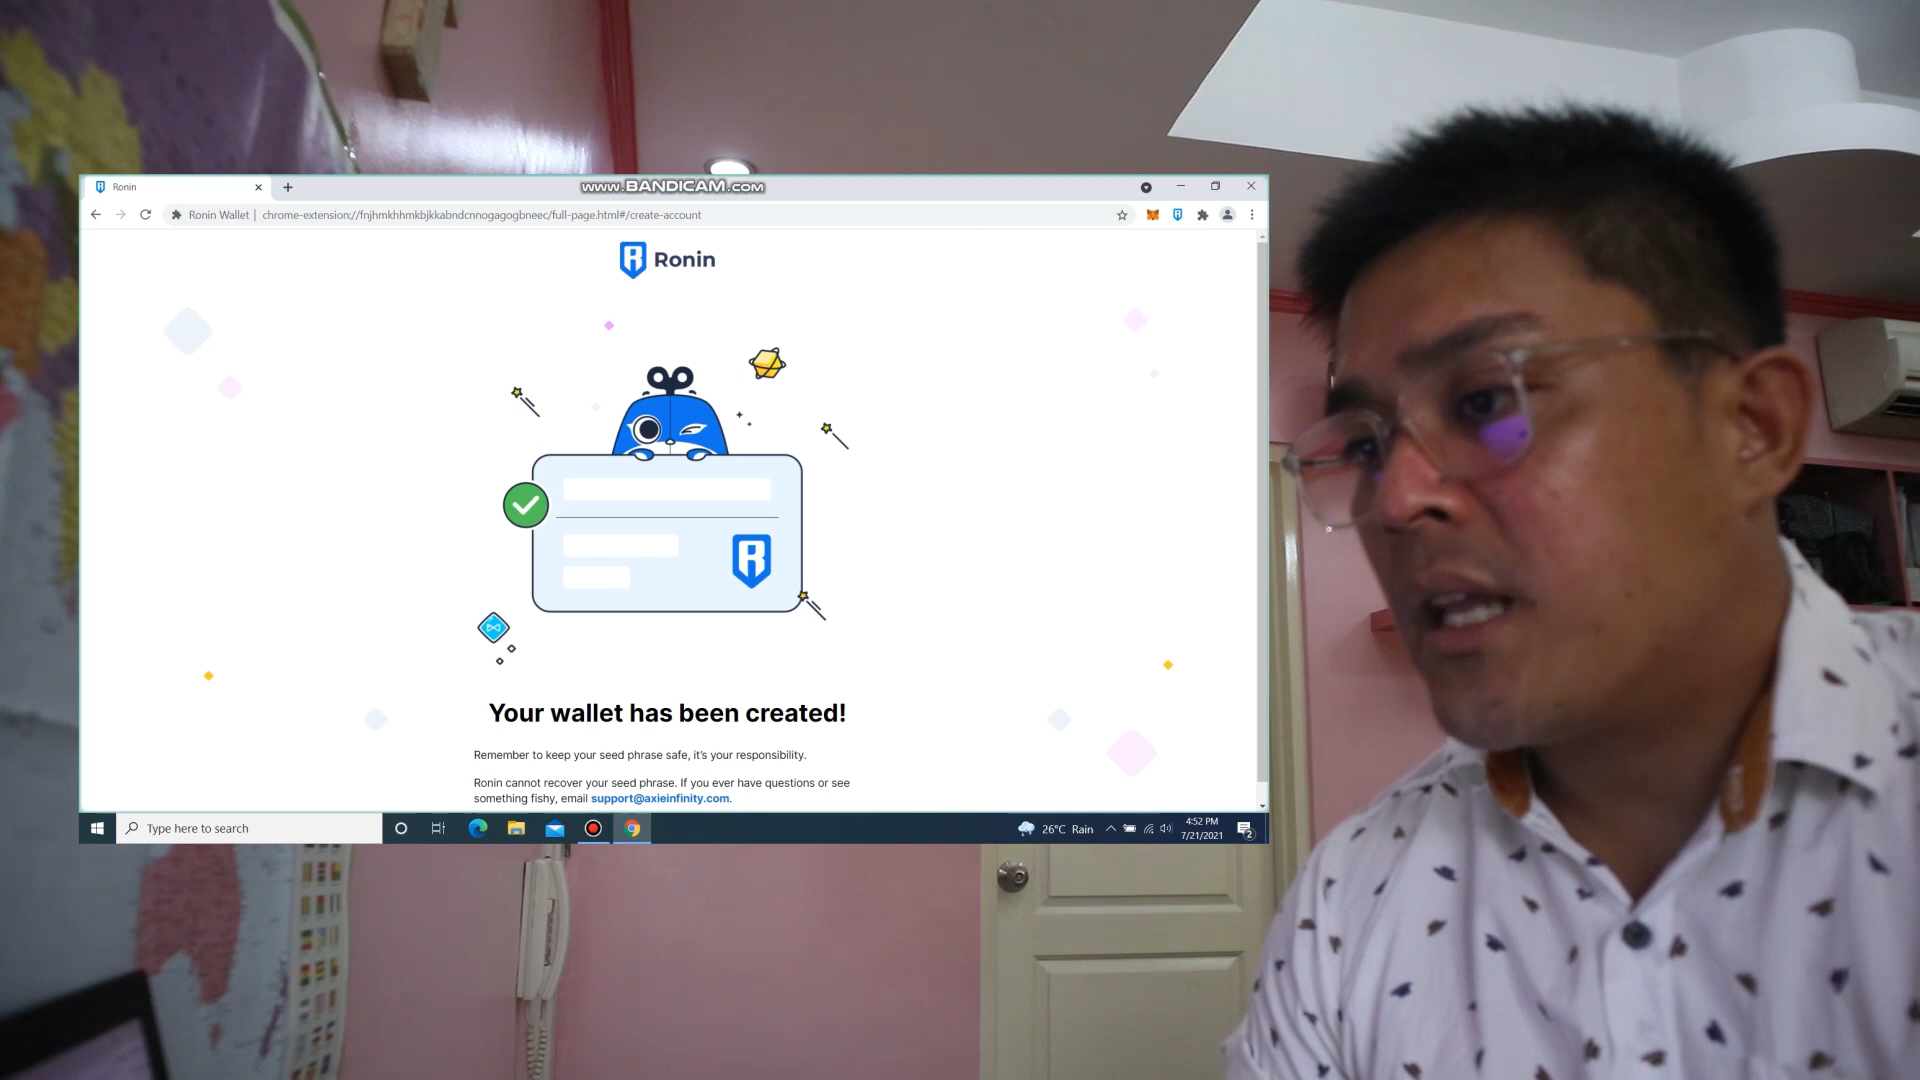 Ronin
www.BANDICAM.com
Ronin Wallet | chrome-extension://fnjhmkhhmkbjkkabndcnnogagogbneec/full-page.html#/create-account
Ronin
Your wallet has been created!
Remember to keep your seed phrase safe, it's your responsibility.
Ronin cannot recover your seed phrase. If you ever have questions or see
something fishy, email support@axieinfinity.com.
Type here to search
26°C Rain
4:52 PM
7/21/2021
2